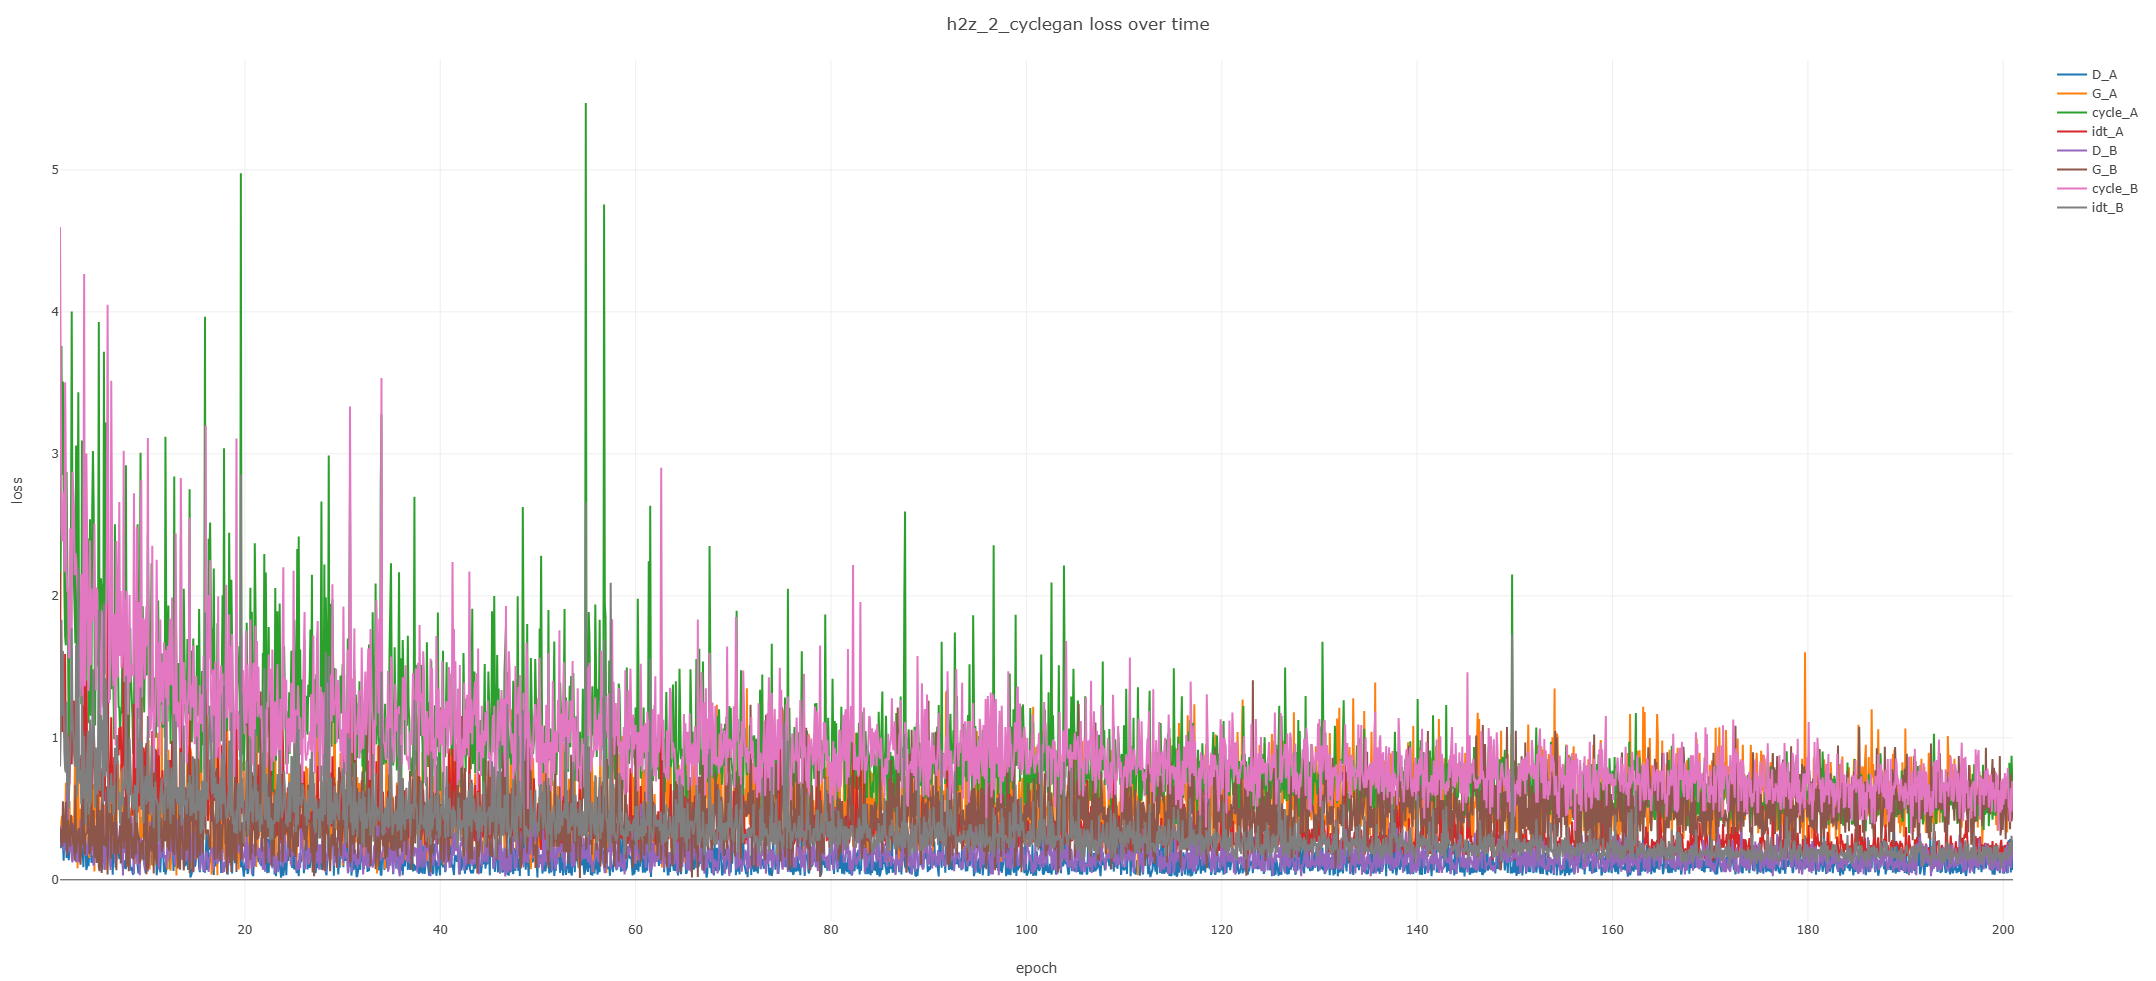 h2z_2_cyclegan loss over time
D_A
G_A
cycle_A
idt_A
D_B
G_B
cycle_B
idt_B
loss
5
4
3
2
1
0
20 40 60 80 100 120 140 160 180 200
epoch